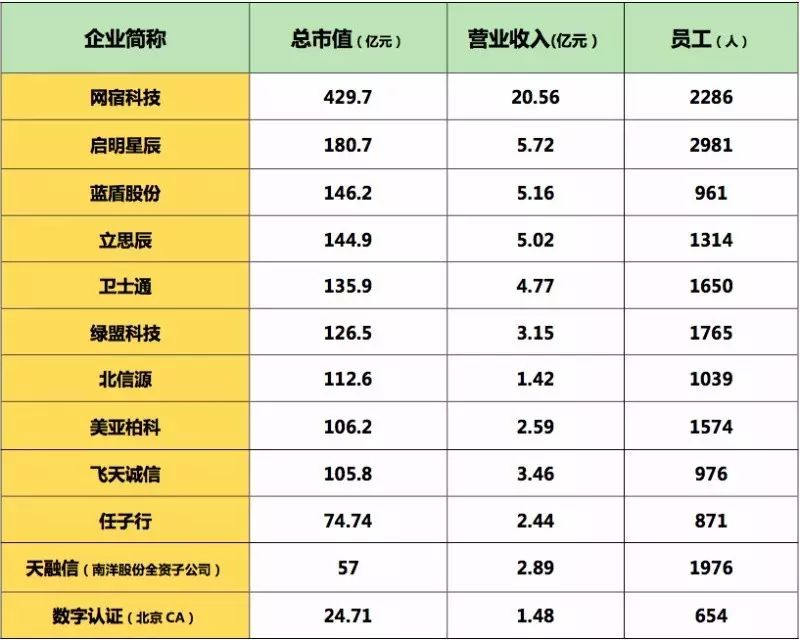 企业简称 总市值(亿元) 营业收入(亿元) 员工(人)
网宿科技 429.7 20.56 2286
启明星辰 180.7 5.72 2981
蓝盾股份 146.2 5.16 961
立思辰 144.9 5.02 1314
卫士通 135.9 4.77 1650
绿盟科技 126.5 3.15 1765
北信源 112.6 1.42 1039
美亚柏科 106.2 2.59 1574
飞天诚信 105.8 3.46 976
任子行 74.74 2.44 871
天融信(南洋股份全资子公司) 57 2.89 1976
数字认证(北京CA) 24.71 1.48 654